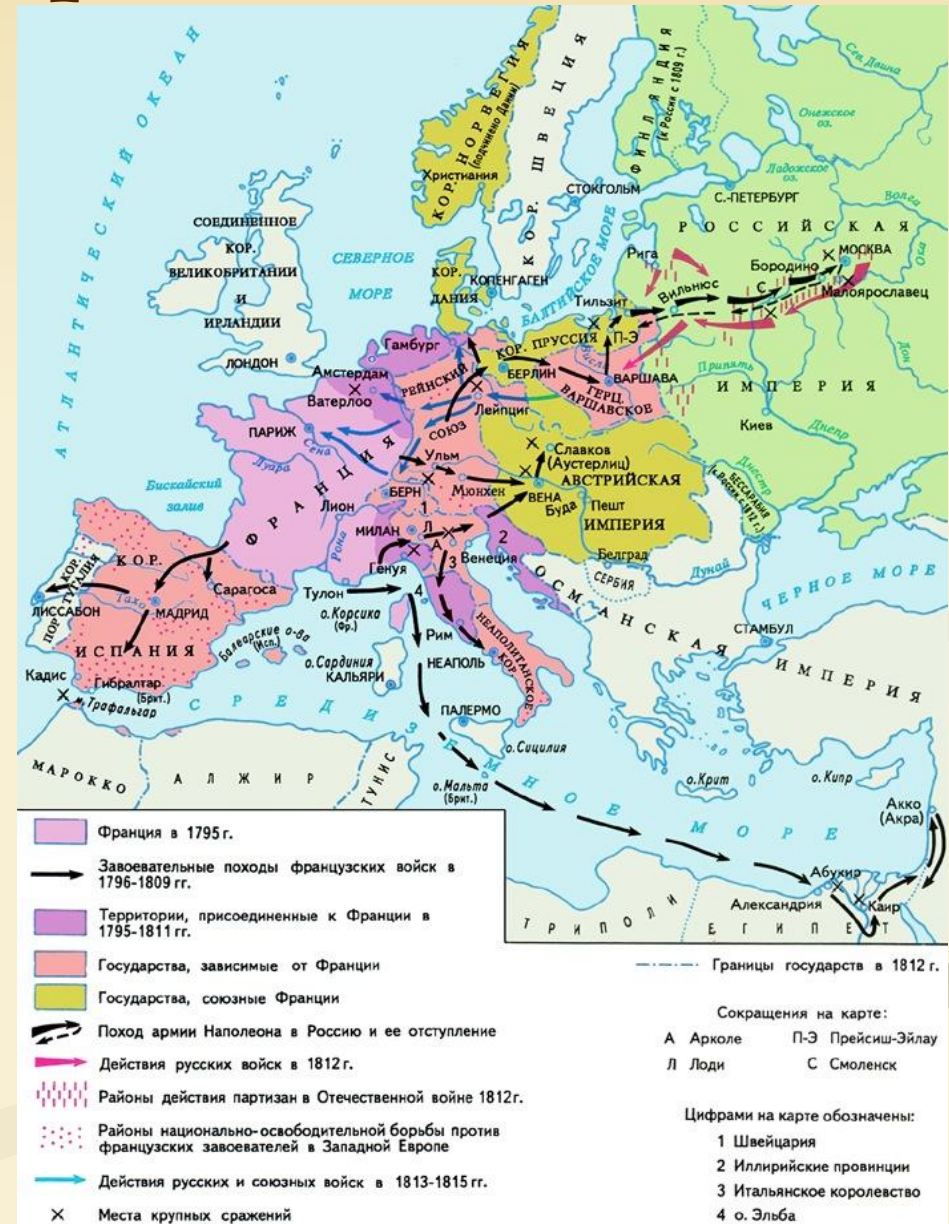 АТЛАНТИЧЕСКИЙ ОКЕАН
КОР. НОРВЕГИЯ
(подчинено Дании)
Христиания
КОР. ШВЕЦИЯ
СТОКГОЛЬМ
ФИНЛЯНДИЯ
(к России с 1809 г.)
Сев. Двина
Онежское
оз.
Ладожское
оз.
С.-ПЕТЕРБУРГ
Волга
РОССИЙСКАЯ
СОЕДИНЕННОЕ
КОР.
ВЕЛИКОБРИТАНИИ
И
ИРЛАНДИИ
ЛОНДОН
СЕВЕРНОЕ
МОРЕ
КОР.
ДАНИЯ
КОПЕНГАГЕН
БАЛТИЙСКОЕ МОРЕ
Рига
Бородино
МОСКВА
Ока
Вильнюс
С
Малоярославец
Тильзит
Гамбург
КОР. ПРУССИЯ
П-Э
Висла
БЕРЛИН
ВАРШАВА
ГЕРЦ.
ВАРШАВСКОЕ
Припять
ИМПЕРИЯ
Дон
Киев
Днепр
Амстердам
Ватерлоо
РЕЙНСКИЙ
СОЮЗ
Лейпциг
ПАРИЖ
Сена
Луара
ФРАНЦИЯ
Ульм
Мюнхен
Славков
(Аустерлиц)
АВСТРИЙСКАЯ
ВЕНА
Буда
Пешт
ИМПЕРИЯ
Днестр
БЕССАРАБИЯ
(к России с 1812 г.)
Бискайский
залив
БЕРН
1
Лион
Рона
МИЛАН
Л
А
2
Венеция
3
Генуя
Белград
СЕРБИЯ
Дунай
ЧЕРНОЕ МОРЕ
КОР.
ПОРТУГАЛИЯ
ЛИССАБОН
Тахо
КОР.
МАДРИД
Сарагоса
ИСПАНИЯ
Тулон
4
о. Корсика
(Фр.)
Рим
НЕАПОЛИТАНСКОЕ
КОР.
НЕАПОЛЬ
ОСМАНСКАЯ
ИМПЕРИЯ
СТАМБУЛ
Балеарские о-ва
(Исп.)
о. Сардиния
КАЛЬЯРИ
Кадис
Гибралтар
(Брит.)
м. Трафальгар
СРЕДИЗЕМНОЕ МОРЕ
ПАЛЕРМО
о. Сицилия
о. Мальта
(Брит.)
о. Крит
о. Кипр
МАРОККО
АЛЖИР
ТУНИС
Акко
(Акра)
Абукир
Александрия
Каир
ТРИПОЛИ
ЕГИПЕТ
Франция в 1795 г.
Завоевательные походы французских войск в
1796-1809 гг.
Территории, присоединенные к Франции в
1795-1811 гг.
Государства, зависимые от Франции
Государства, союзные Франции
Поход армии Наполеона в Россию и ее отступление
Действия русских войск в 1812 г.
Районы действия партизан в Отечественной войне 1812г.
Районы национально-освободительной борьбы против
французских завоевателей в Западной Европе
Действия русских и союзных войск в 1813-1815 гг.
Места крупных сражений
Границы государств в 1812 г.
Сокращения на карте:
А Арколе
П-Э Прейсиш-Эйлау
Л Лоди
С Смоленск
Цифрами на карте обозначены:
1 Швейцария
2 Иллирийские провинции
3 Итальянское королевство
4 о. Эльба